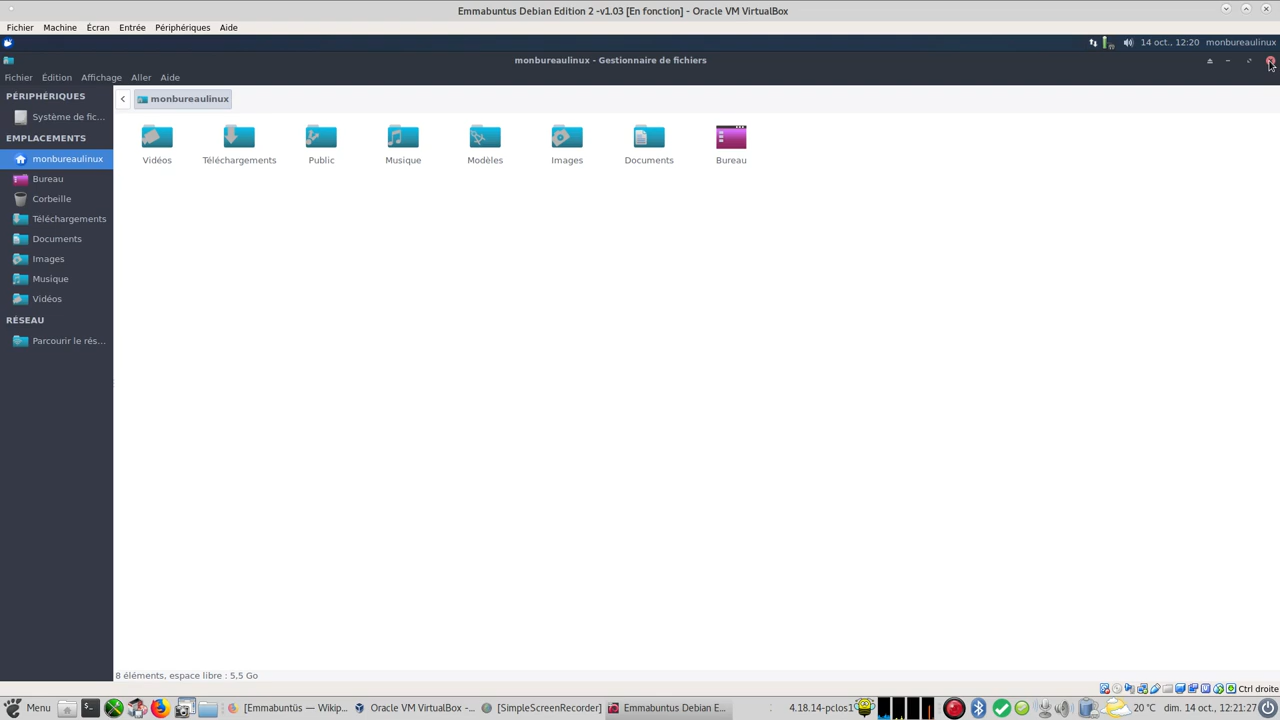 Emmabuntus Debian Edition 2 -v1.03 [En fonction] - Oracle VM VirtualBox
Fichier Machine Écran Entrée Périphériques Aide
14 oct., 12:20 monbureaulinux
monbureaulinux - Gestionnaire de fichiers
Fichier Édition Affichage Aller Aide
PÉRIPHÉRIQUES
Système de fic...
EMPLACEMENTS
monbureaulinux
Bureau
Corbeille
Téléchargements
Documents
Images
Musique
Vidéos
RÉSEAU
Parcourir le rés...
monbureaulinux
Vidéos Téléchargements Public Musique Modèles Images Documents Bureau
8 éléments, espace libre : 5,5 Go
Ctrl droite
Menu [Emmabuntüs — Wikip... Oracle VM VirtualBox -... [SimpleScreenRecorder] Emmabuntus Debian E... 4.18.14-pclos1 20 °C dim. 14 oct., 12:21:27